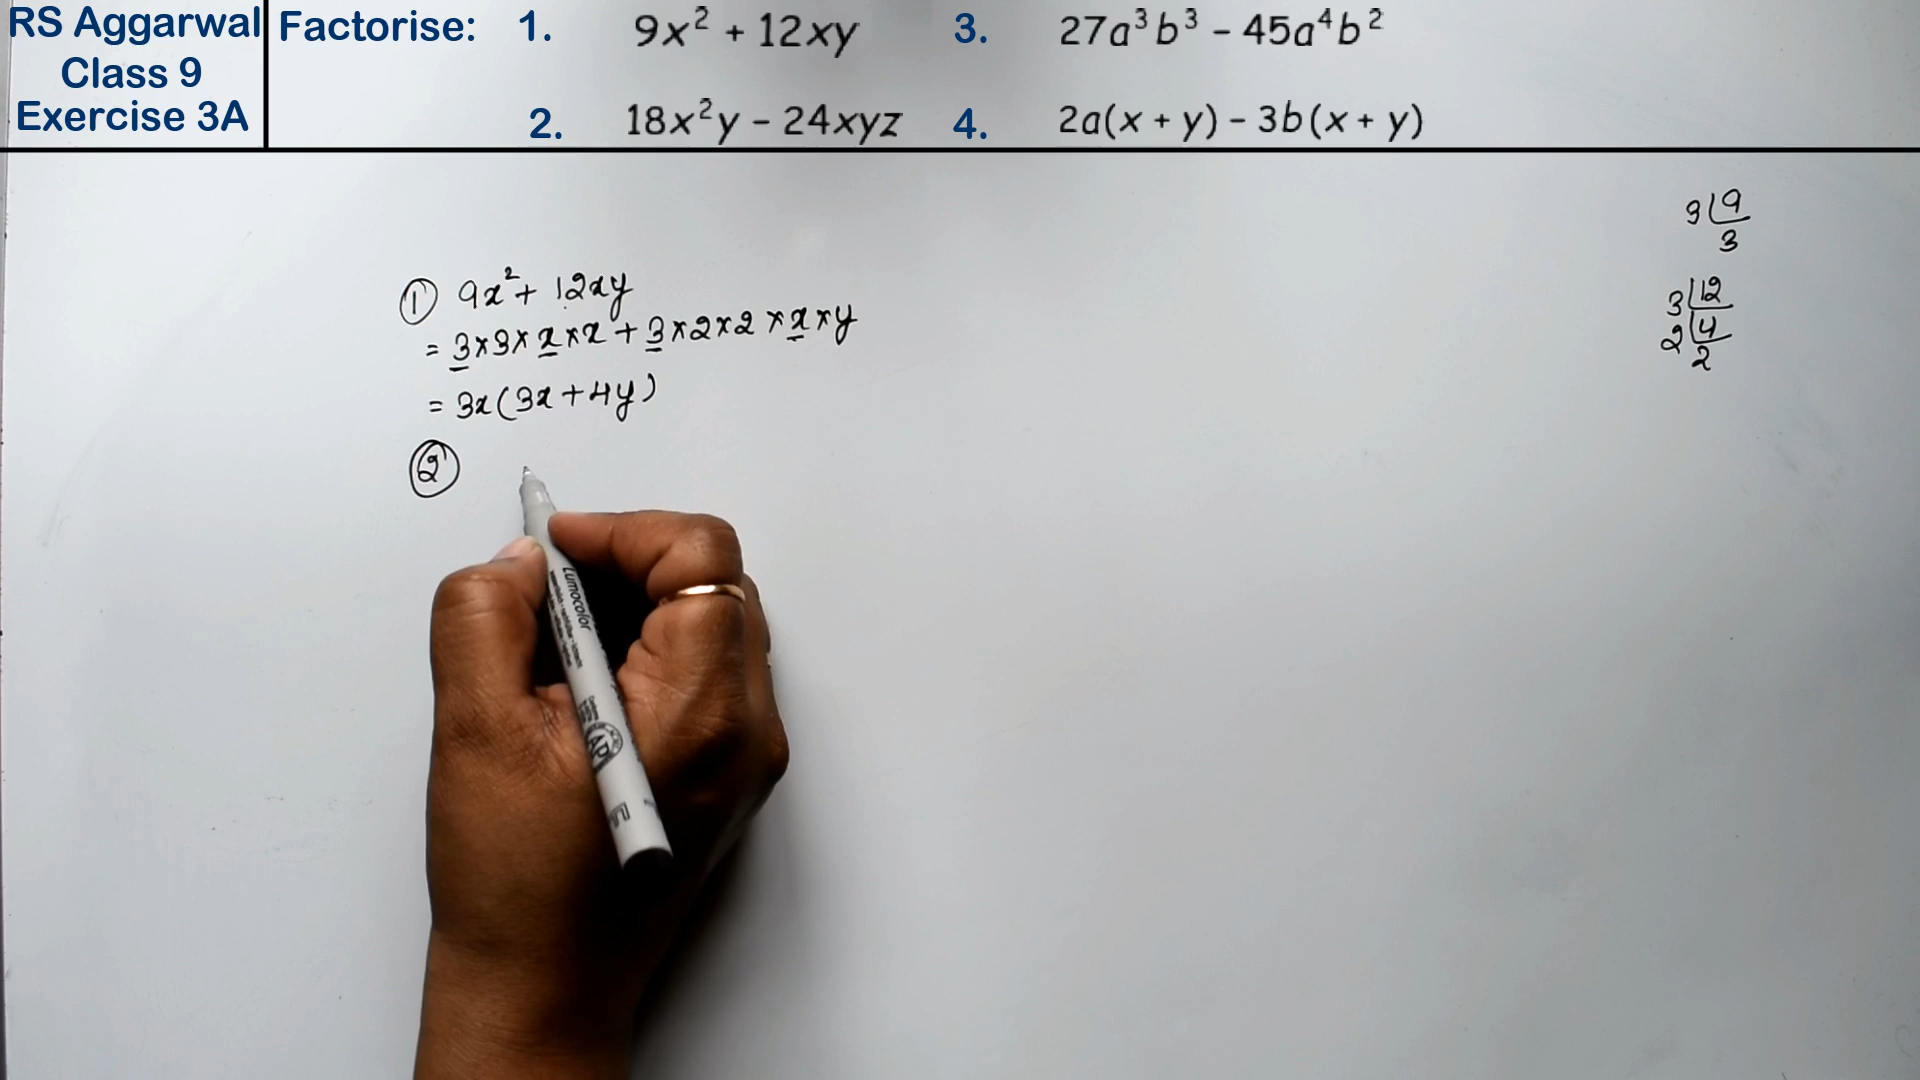 RS Aggarwal
Class 9
Exercise 3A
Factorise: 1. 9x² + 12xy 3. 27a³b³ - 45a⁴b²
2. 18x²y - 24xyz 4. 2a(x + y) - 3b(x + y)
① 9x² + 12xy
= 3×3×x×x + 3×2×2×x×y
= 3x(3x+4y)
②
3 9
3
3 12
2 4
2
Lumocolor